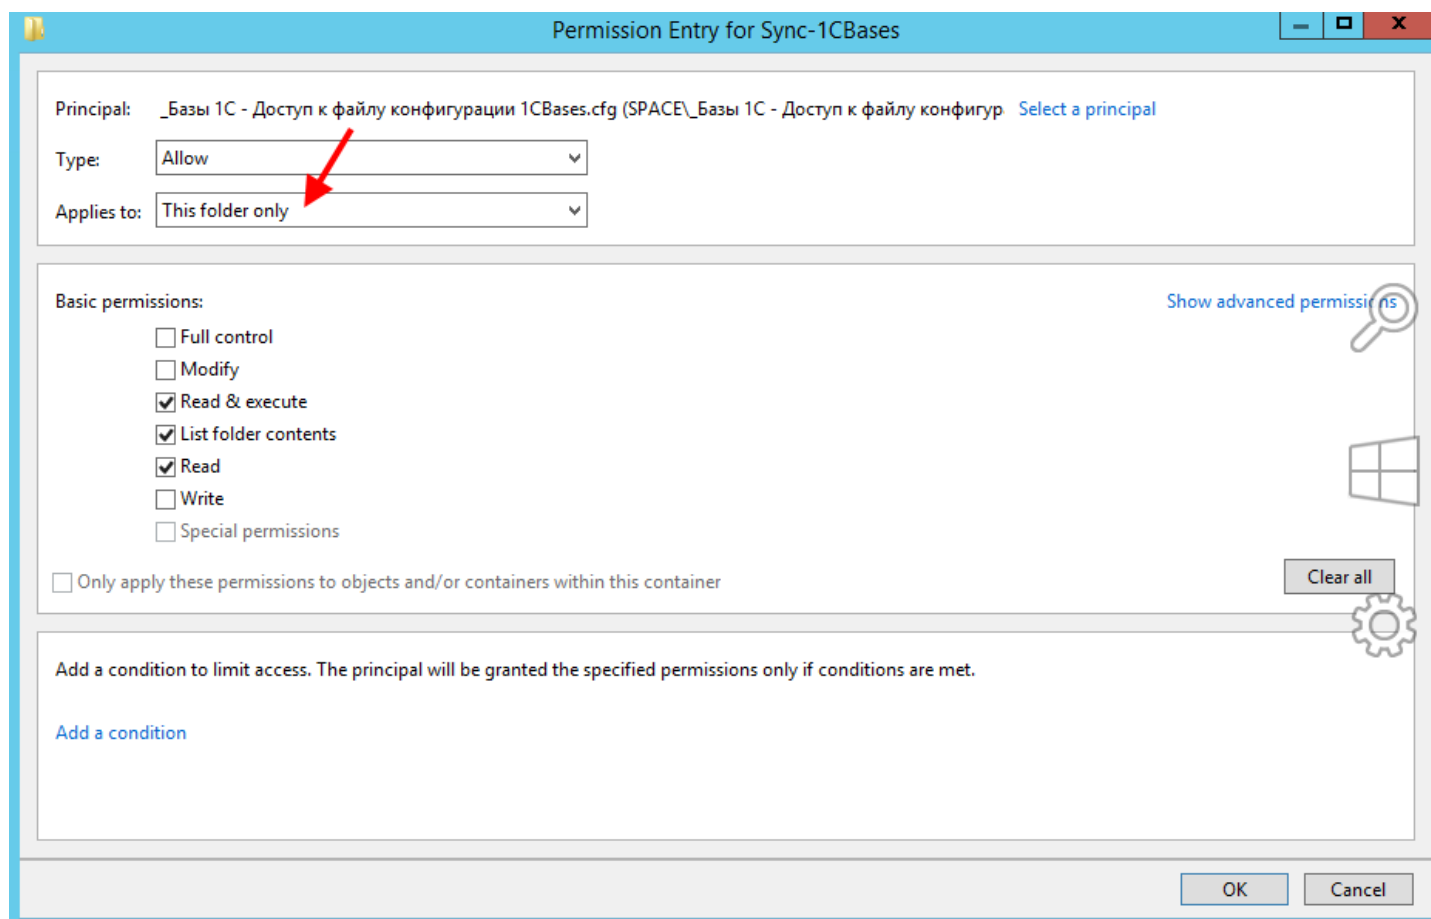 Permission Entry for Sync-1CBases
Principal: _Базы 1С - Доступ к файлу конфигурации 1CBases.cfg (SPACE\_Базы 1С - Доступ к файлу конфигур Select a principal
Type: Allow
Applies to: This folder only
Basic permissions: Show advanced permissions
Full control
Modify
Read & execute
List folder contents
Read
Write
Special permissions
Only apply these permissions to objects and/or containers within this container
Clear all
Add a condition to limit access. The principal will be granted the specified permissions only if conditions are met.
Add a condition
OK Cancel